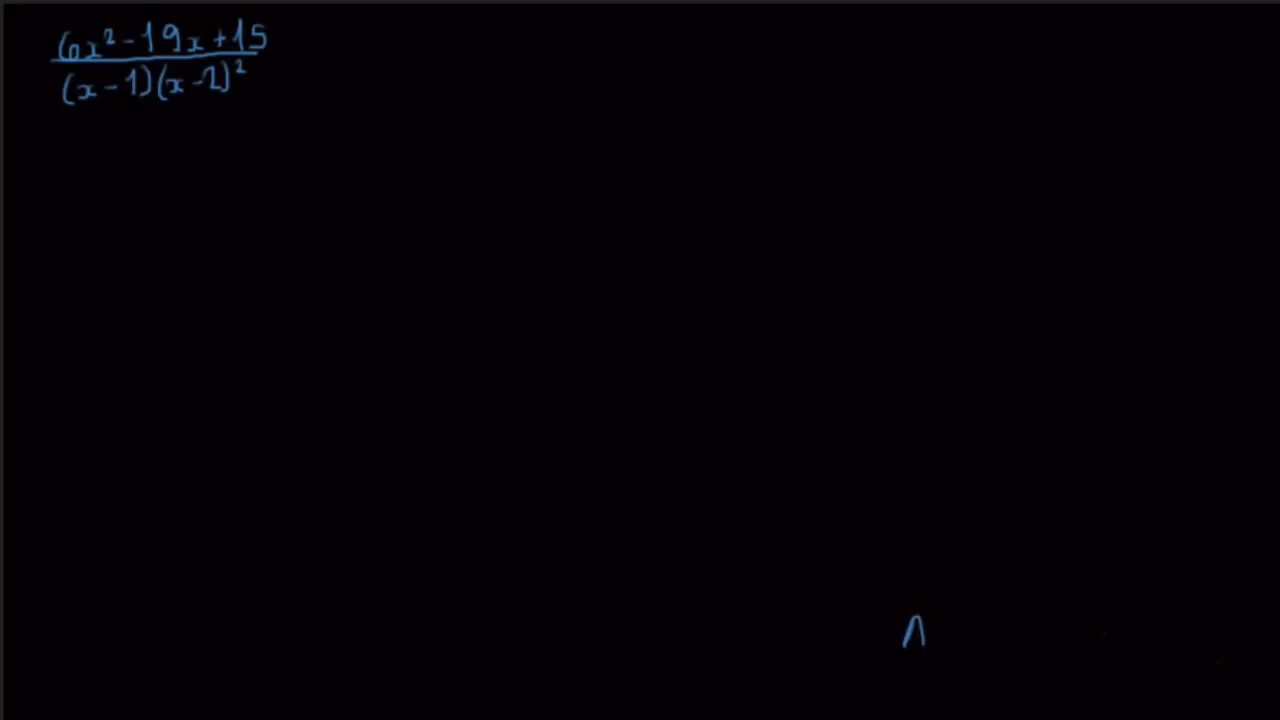 6x² - 19x + 15
(x - 1)(x - 2)²